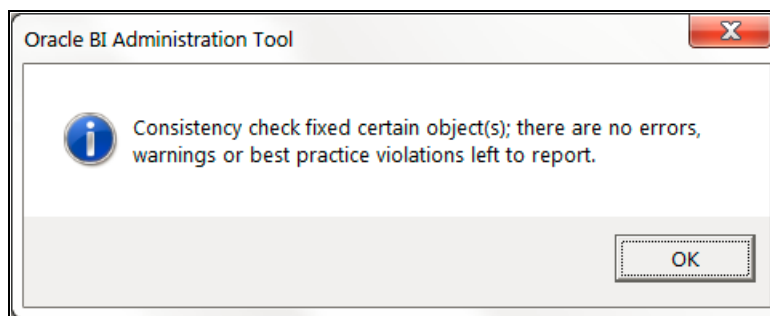 Oracle BI Administration Tool
Consistency check fixed certain object(s); there are no errors,
warnings or best practice violations left to report.
OK